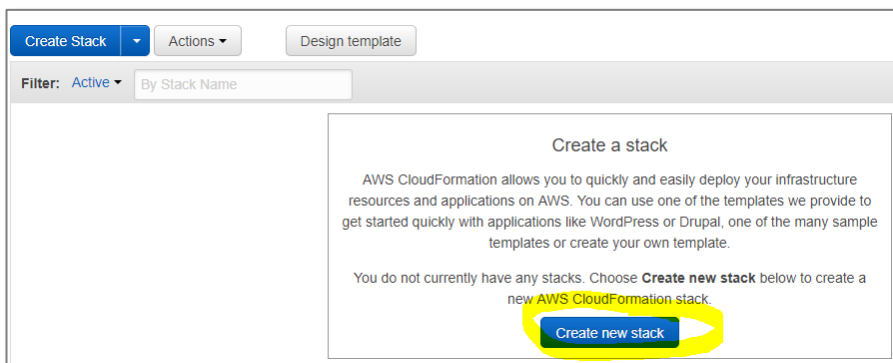 Create Stack Actions Design template
Filter: Active By Stack Name
Create a stack
AWS CloudFormation allows you to quickly and easily deploy your infrastructure
resources and applications on AWS. You can use one of the templates we provide to
get started quickly with applications like WordPress or Drupal, one of the many sample
templates or create your own template.
You do not currently have any stacks. Choose Create new stack below to create a
new AWS CloudFormation stack.
Create new stack